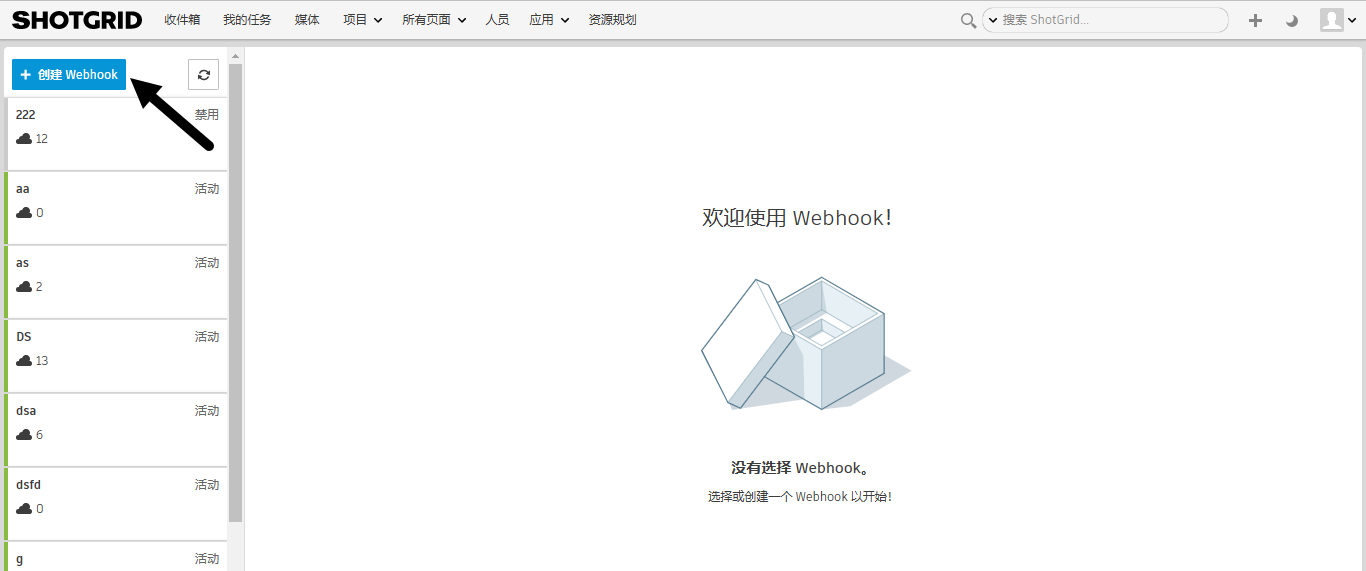 SHOTGRID 收件箱 我的任务 媒体 项目 所有页面 人员 应用 资源规划 搜索 ShotGrid...
+ 创建 Webhook
222 禁用
12
aa 活动
0
as 活动
2
DS 活动
13
dsa 活动
6
dsfd 活动
0
g 活动
欢迎使用 Webhook！
没有选择 Webhook。
选择或创建一个 Webhook 以开始！